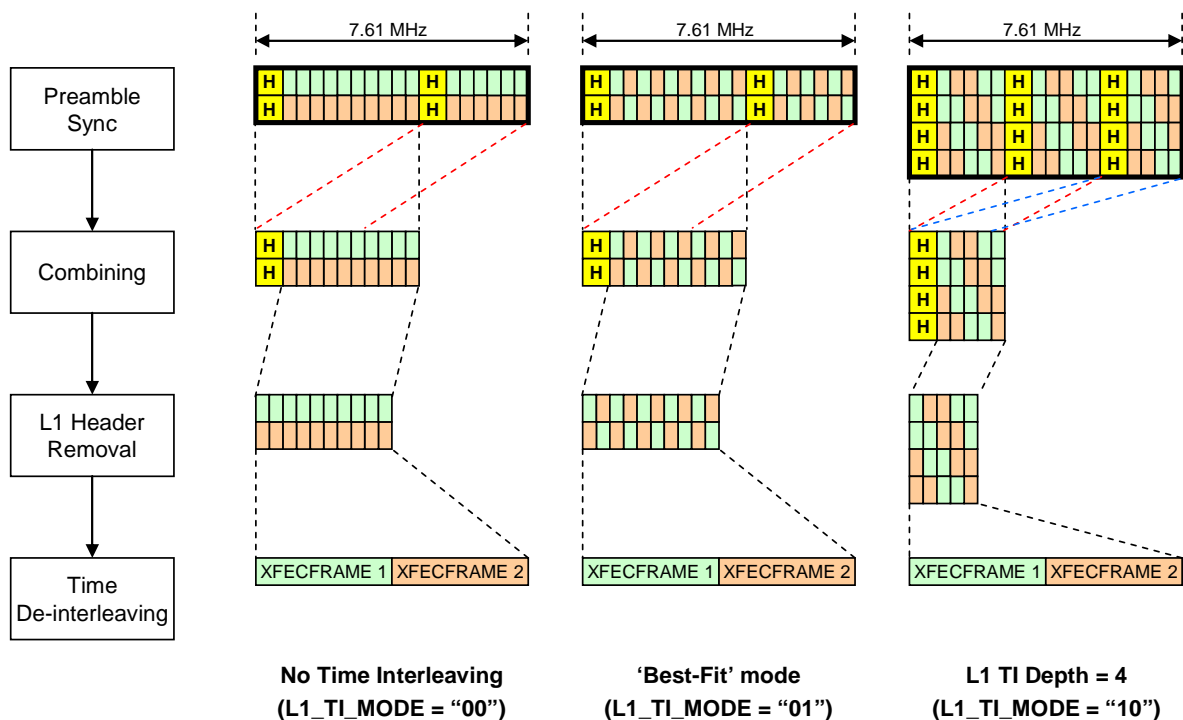 7.61 MHz
7.61 MHz
7.61 MHz
Preamble
Sync
H H
H H
H H
H H
H H H
H H H
H H H
H H H
Combining
H
H
H
H
H
H
H
H
L1 Header
Removal
Time
De-interleaving
XFECFRAME 1 XFECFRAME 2
XFECFRAME 1 XFECFRAME 2
XFECFRAME 1 XFECFRAME 2
No Time Interleaving
(L1_TI_MODE = “00”)
‘Best-Fit’ mode
(L1_TI_MODE = “01”)
L1 TI Depth = 4
(L1_TI_MODE = “10”)